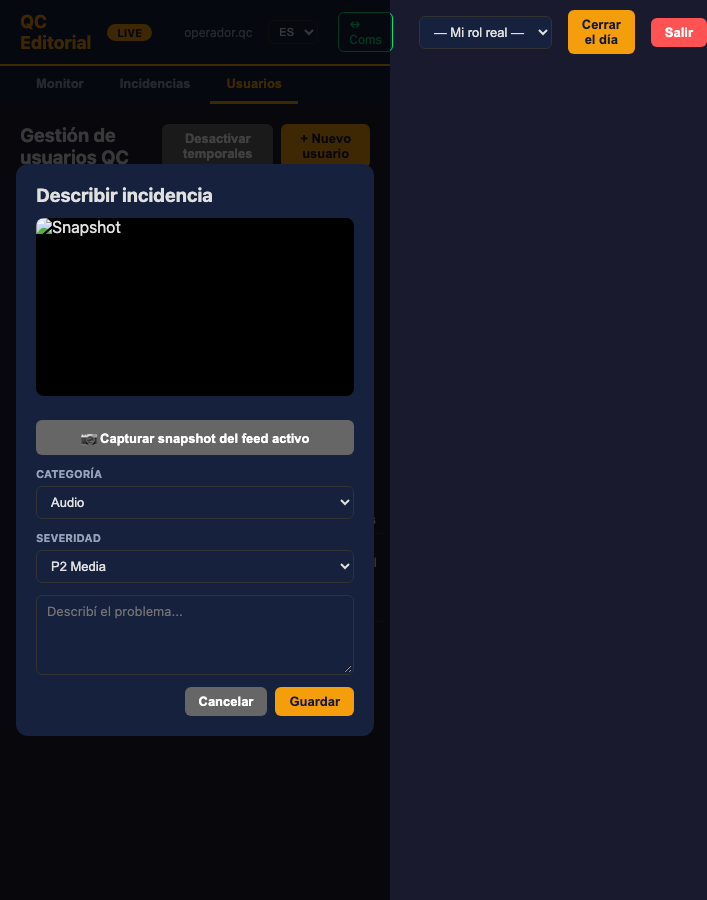 QC
Editorial
LIVE
operador.qc
ES
⇔
Coms
— Mi rol real —
Cerrar
el día
Salir
Monitor
Incidencias
Usuarios
Gestión de
usuarios QC
Desactivar
temporales
+ Nuevo
usuario
Describir incidencia
Snapshot
📷 Capturar snapshot del feed activo
CATEGORÍA
Audio
SEVERIDAD
P2 Media
Describí el problema...
Cancelar
Guardar